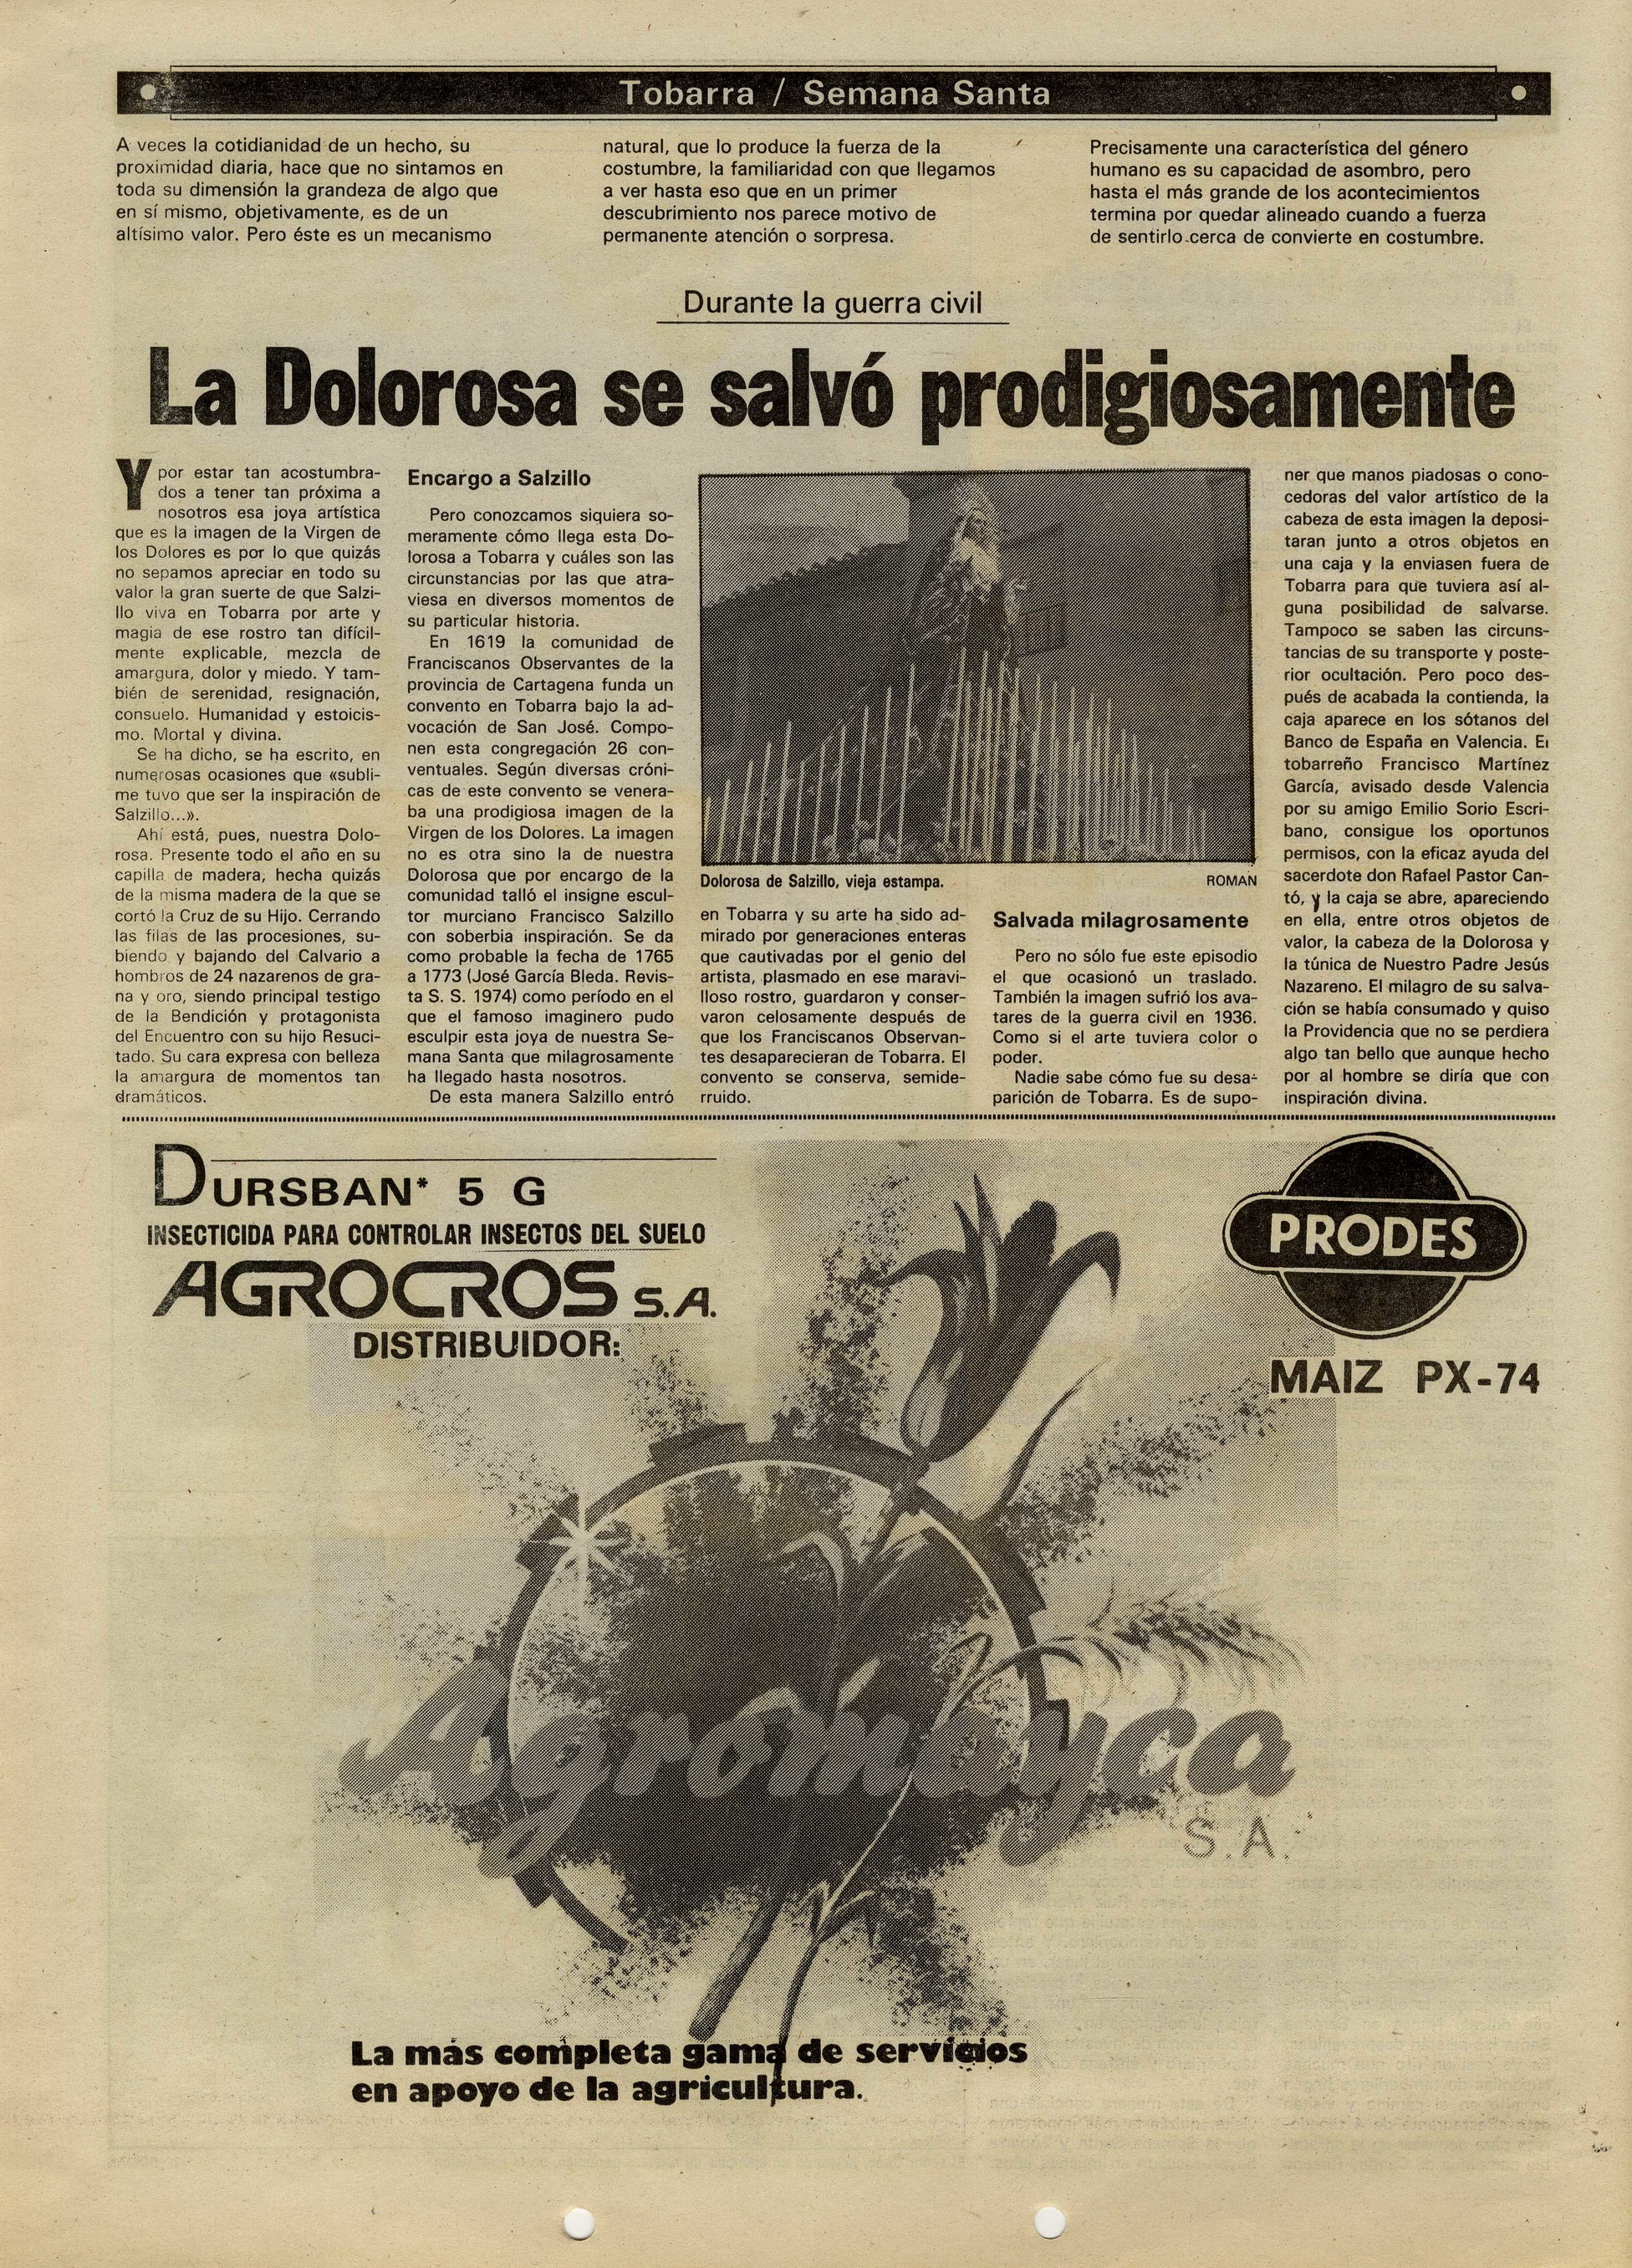 Tobarra / Semana Santa
A veces la cotidianidad de un hecho, su
proximidad diaria, hace que no sintamos en
toda su dimensión la grandeza de algo que
en sí mismo, objetivamente, es de un
altísimo valor. Pero éste es un mecanismo
natural, que lo produce la fuerza de la
costumbre, la familiaridad con que llegamos
a ver hasta eso que en un primer
descubrimiento nos parece motivo de
permanente atención o sorpresa.
Precisamente una característica del género
humano es su capacidad de asombro, pero
hasta el más grande de los acontecimientos
termina por quedar alineado cuando a fuerza
de sentirlo cerca de convierte en costumbre.
Durante la guerra civil
La Dolorosa se salvó prodigiosamente
Y por estar tan acostumbra-
dos a tener tan próxima a
nosotros esa joya artística
que es la imagen de la Virgen de
los Dolores es por lo que quizás
no sepamos apreciar en todo su
valor la gran suerte de que Salzi-
llo viva en Tobarra por arte y
magia de ese rostro tan difícil-
mente explicable, mezcla de
amargura, dolor y miedo. Y tam-
bién de serenidad, resignación,
consuelo. Humanidad y estoicis-
mo. Mortal y divina.
Se ha dicho, se ha escrito, en
numerosas ocasiones que «subli-
me tuvo que ser la inspiración de
Salzillo...».
Ahí está, pues, nuestra Dolo-
rosa. Presente todo el año en su
capilla de madera, hecha quizás
de la misma madera de la que se
cortó la Cruz de su Hijo. Cerrando
las filas de las procesiones, su-
biendo y bajando del Calvario a
hombros de 24 nazarenos de gra-
na y oro, siendo principal testigo
de la Bendición y protagonista
del Encuentro con su hijo Resuci-
tado. Su cara expresa con belleza
la amargura de momentos tan
dramáticos.
Encargo a Salzillo
Pero conozcamos siquiera so-
meramente cómo llega esta Do-
lorosa a Tobarra y cuáles son las
circunstancias por las que atra-
viesa en diversos momentos de
su particular historia.
En 1619 la comunidad de
Franciscanos Observantes de la
provincia de Cartagena funda un
convento en Tobarra bajo la ad-
vocación de San José. Compo-
nen esta congregación 26 con-
ventuales. Según diversas cróni-
cas de este convento se venera-
ba una prodigiosa imagen de la
Virgen de los Dolores. La imagen
no es otra sino la de nuestra
Dolorosa que por encargo de la
comunidad talló el insigne escul-
tor murciano Francisco Salzillo
con soberbia inspiración. Se da
como probable la fecha de 1765
a 1773 (José García Bleda. Revis-
ta S. S. 1974) como período en el
que el famoso imaginero pudo
esculpir esta joya de nuestra Se-
mana Santa que milagrosamente
ha llegado hasta nosotros.
De esta manera Salzillo entró
Dolorosa de Salzillo, vieja estampa.
ROMAN
en Tobarra y su arte ha sido ad-
mirado por generaciones enteras
que cautivadas por el genio del
artista, plasmado en ese maravi-
lloso rostro, guardaron y conser-
varon celosamente después de
que los Franciscanos Observan-
tes desaparecieran de Tobarra. El
convento se conserva, semide-
rruido.
Salvada milagrosamente
Pero no sólo fue este episodio
el que ocasionó un traslado.
También la imagen sufrió los ava-
tares de la guerra civil en 1936.
Como si el arte tuviera color o
poder.
Nadie sabe cómo fue su desa-
parición de Tobarra. Es de supo-
ner que manos piadosas o cono-
cedoras del valor artístico de la
cabeza de esta imagen la deposi-
taran junto a otros objetos en
una caja y la enviasen fuera de
Tobarra para que tuviera así al-
guna posibilidad de salvarse.
Tampoco se saben las circuns-
tancias de su transporte y poste-
rior ocultación. Pero poco des-
pués de acabada la contienda, la
caja aparece en los sótanos del
Banco de España en Valencia. El
tobarreño Francisco Martínez
García, avisado desde Valencia
por su amigo Emilio Sorio Escri-
bano, consigue los oportunos
permisos, con la eficaz ayuda del
sacerdote don Rafael Pastor Can-
tó, y la caja se abre, apareciendo
en ella, entre otros objetos de
valor, la cabeza de la Dolorosa y
la túnica de Nuestro Padre Jesús
Nazareno. El milagro de su salva-
ción se había consumado y quiso
la Providencia que no se perdiera
algo tan bello que aunque hecho
por al hombre se diría que con
inspiración divina.
DURSBAN* 5 G
INSECTICIDA PARA CONTROLAR INSECTOS DEL SUELO
AGROCROS S.A.
DISTRIBUIDOR:
PRODES
MAIZ PX-74
Agromayca
S.A.
La más completa gama de servicios
en apoyo de la agricultura.